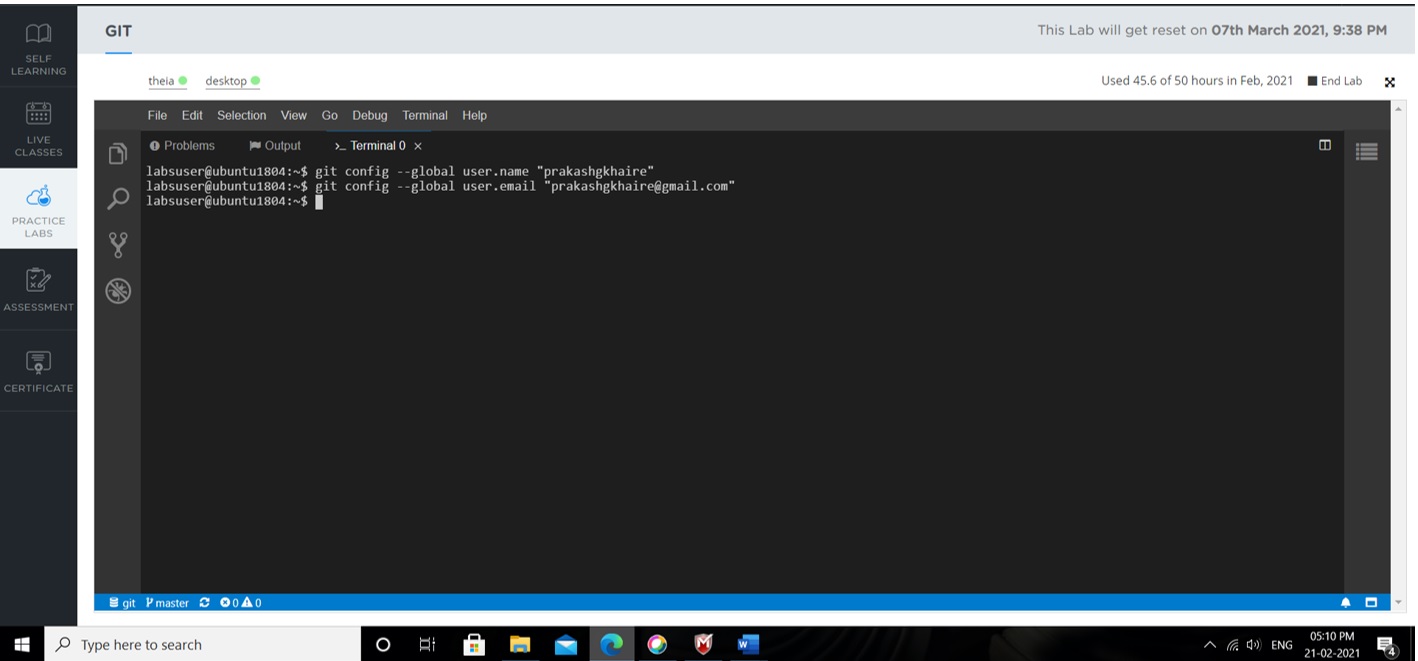 GIT
This Lab will get reset on 07th March 2021, 9:38 PM
SELF
LEARNING
LIVE
CLASSES
PRACTICE
LABS
ASSESSMENT
CERTIFICATE
theia
desktop
Used 45.6 of 50 hours in Feb, 2021
End Lab
File Edit Selection View Go Debug Terminal Help
Problems Output >_ Terminal 0 ×
labsuser@ubuntu1804:~$ git config --global user.name "prakashgkhaire"
labsuser@ubuntu1804:~$ git config --global user.email "prakashgkhaire@gmail.com"
labsuser@ubuntu1804:~$
git master 0 0
Type here to search
ENG
05:10 PM
21-02-2021
4